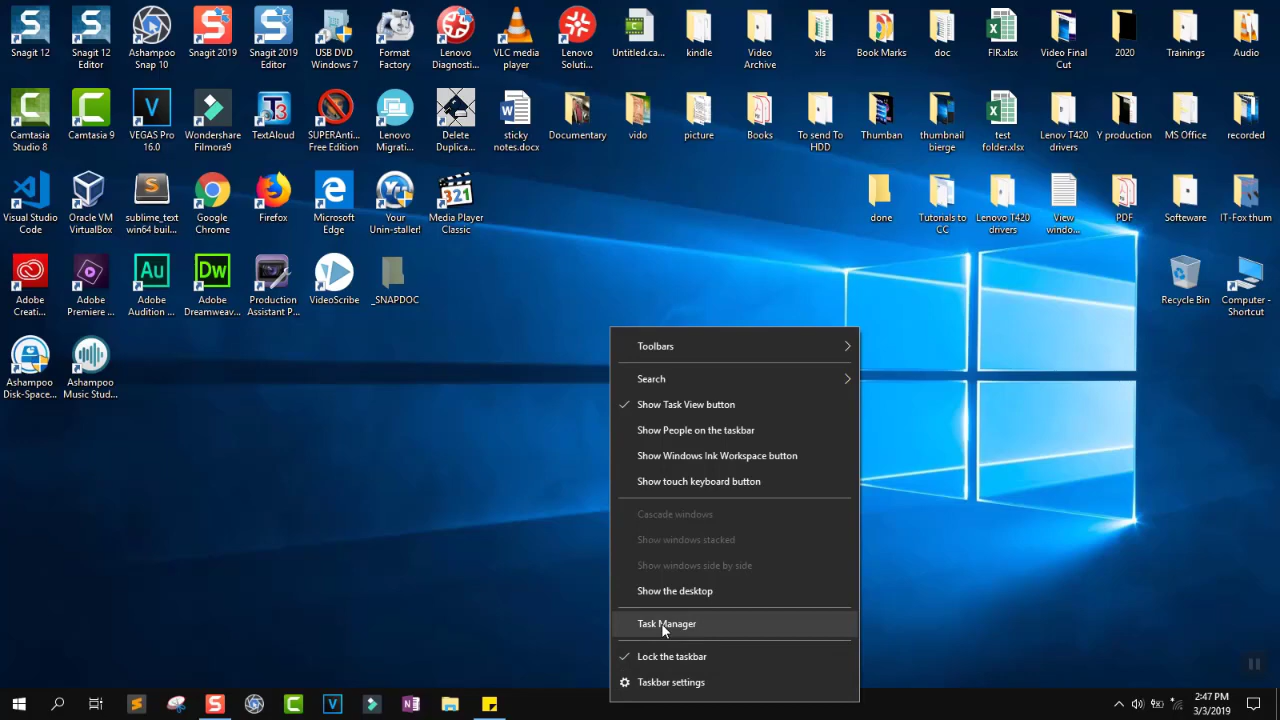 Snagit 12
Snagit 12
Editor
Ashampoo
Snap 10
Snagit 2019
Snagit 2019
Editor
USB DVD
Windows 7
Format
Factory
Lenovo
Diagnosti...
VLC media
player
Lenovo
Soluti...
Untitled.ca...
kindle
Video
Archive
xls
Book Marks
doc
FIR.xlsx
Video Final
Cut
2020
Trainings
Audio
Camtasia
Studio 8
Camtasia 9
VEGAS Pro
16.0
Wondershare
Filmora9
TextAloud
SUPERAnti...
Free Edition
Lenovo
Migrati...
Delete
Duplica...
sticky
notes.docx
Documentary
vido
picture
Books
To send To
HDD
Thumban
thumbnail
bierge
test
folder.xlsx
Lenov T420
drivers
Y production
MS Office
recorded
Visual Studio
Code
Oracle VM
VirtualBox
sublime_text
win64 buil...
Google
Chrome
Firefox
Microsoft
Edge
Your
Unin-staller!
Media Player
Classic
done
Tutorials to
CC
Lenovo T420
drivers
View
windo...
PDF
Softeware
IT-Fox thum
Adobe
Creati...
Adobe
Premiere ...
Adobe
Audition ...
Adobe
Dreamweav...
Production
Assistant P...
VideoScribe
_SNAPDOC
Recycle Bin
Computer -
Shortcut
Ashampoo
Disk-Space...
Ashampoo
Music Stud...
Toolbars
Search
Show Task View button
Show People on the taskbar
Show Windows Ink Workspace button
Show touch keyboard button
Cascade windows
Show windows stacked
Show windows side by side
Show the desktop
Task Manager
Lock the taskbar
Taskbar settings
2:47 PM
3/3/2019